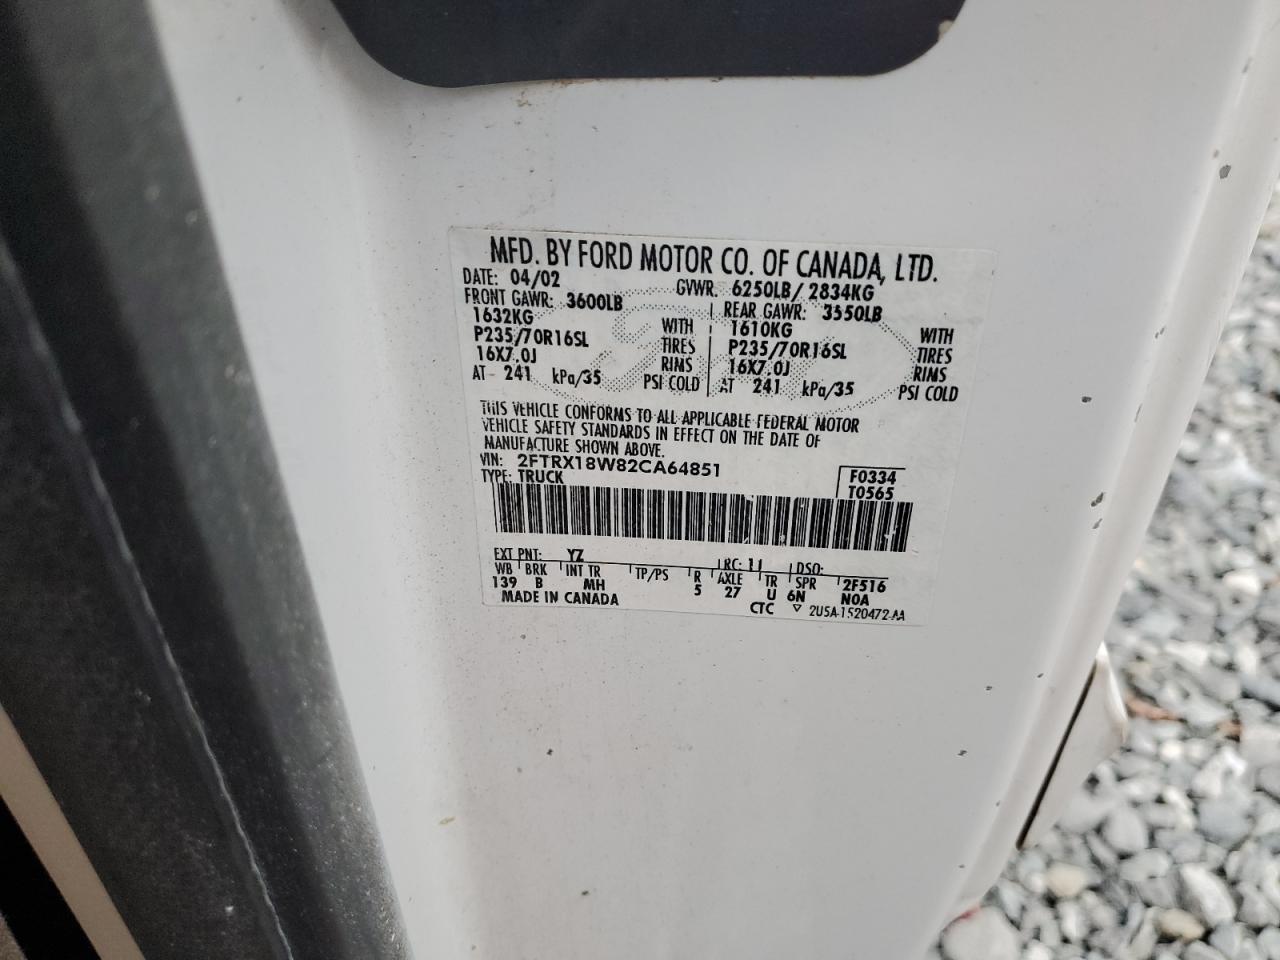 MFD. BY FORD MOTOR CO. OF CANADA, LTD.
DATE: 04/02 GVWR: 6250LB/ 2834KG
FRONT GAWR: 3600LB REAR GAWR: 3550LB
1632KG WITH 1610KG WITH
P235/70R16SL TIRES P235/70R16SL TIRES
16X7.0J RIMS 16X7.0J RIMS
AT 241 kPa/35 PSI COLD AT 241 kPa/35 PSI COLD
THIS VEHICLE CONFORMS TO ALL APPLICABLE FEDERAL MOTOR
VEHICLE SAFETY STANDARDS IN EFFECT ON THE DATE OF
MANUFACTURE SHOWN ABOVE.
VIN: 2FTRX18W82CA64851 F0334
TYPE: TRUCK T0565
EXT PNT: YZ RC: 11 DSO:
WB BRK INT TR TP/PS R AXLE TR SPR 2F516
139 B MH 5 27 U 6N NOA
MADE IN CANADA CTC ▽ 2U5A-1520472-AA